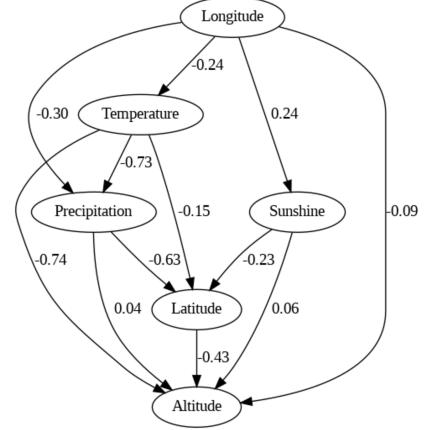 Longitude
-0.24
-0.30
Temperature
0.24
-0.73
Precipitation
-0.15
Sunshine
-0.09
-0.74
-0.63
-0.23
0.04
Latitude
0.06
-0.43
Altitude